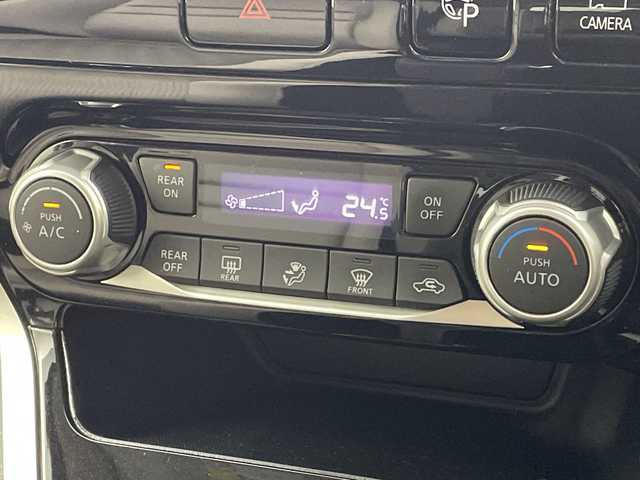 P
CAMERA
REAR
ON
PUSH
A/C
24.5
°C
ON
OFF
PUSH
AUTO
REAR
OFF
REAR
FRONT